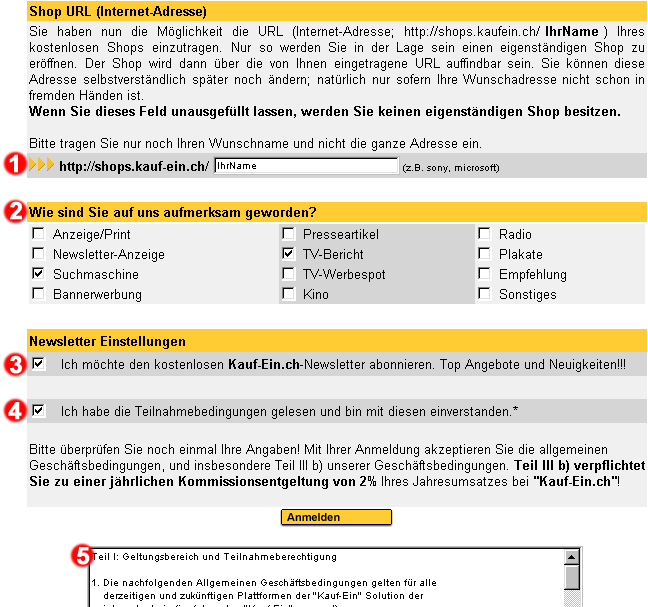 Shop URL (Internet-Adresse)
Sie haben nun die Möglichkeit die URL (Internet-Adresse; http://shops.kaufein.ch/ IhrName ) Ihres
kostenlosen Shops einzutragen. Nur so werden Sie in der Lage sein einen eigenständigen Shop zu
eröffnen. Der Shop wird dann über die von Ihnen eingetragene URL auffindbar sein. Sie können diese
Adresse selbstverständlich später noch ändern; natürlich nur sofern Ihre Wunschadresse nicht schon in
fremden Händen ist.
Wenn Sie dieses Feld unausgefüllt lassen, werden Sie keinen eigenständigen Shop besitzen.
Bitte tragen Sie nur noch Ihren Wunschname und nicht die ganze Adresse ein.
1 http://shops.kauf-ein.ch/ IhrName (z.B. sony, microsoft)
2 Wie sind Sie auf uns aufmerksam geworden?
Anzeige/Print Presseartikel Radio
Newsletter-Anzeige TV-Bericht Plakate
Suchmaschine TV-Werbespot Empfehlung
Bannerwerbung Kino Sonstiges
Newsletter Einstellungen
3 Ich möchte den kostenlosen Kauf-Ein.ch-Newsletter abonnieren. Top Angebote und Neuigkeiten!!!
4 Ich habe die Teilnahmebedingungen gelesen und bin mit diesen einverstanden.*
Bitte überprüfen Sie noch einmal Ihre Angaben! Mit Ihrer Anmeldung akzeptieren Sie die allgemeinen
Geschäftsbedingungen, und insbesondere Teil III b) unserer Geschäftsbedingungen. Teil III b) verpflichtet
Sie zu einer jährlichen Kommissionsentgeltung von 2% Ihres Jahresumsatzes bei "Kauf-Ein.ch"!
Anmelden
5 Teil I: Geltungsbereich und Teilnahmeberechtigung
1. Die nachfolgenden Allgemeinen Geschäftsbedingungen gelten für alle
derzeitigen und zukünftigen Plattformen der "Kauf-Ein" Solution der